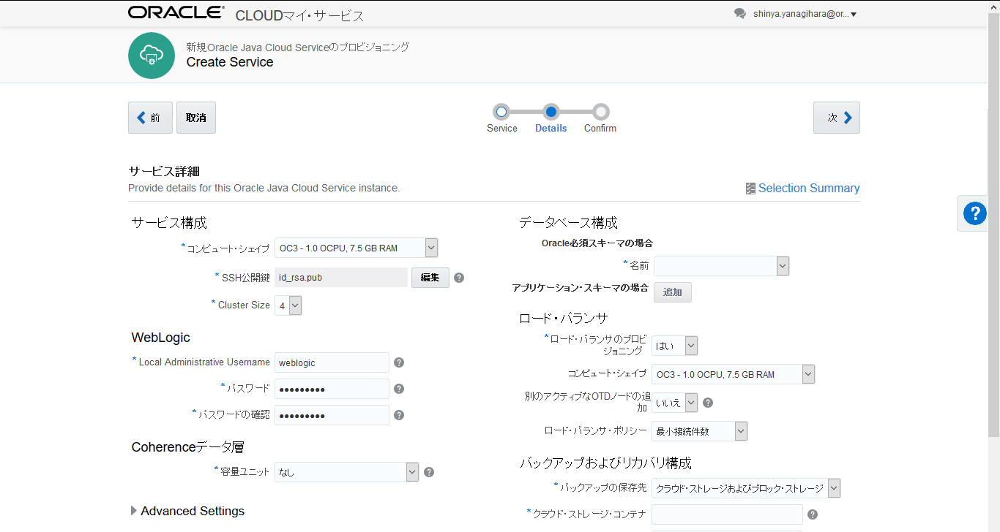 ORACLE® CLOUDマイ・サービス
shinya.yanagihara@or...
新規Oracle Java Cloud Serviceのプロビジョニング
Create Service
前
取消
Service
Details
Confirm
次
サービス詳細
Provide details for this Oracle Java Cloud Service instance.
Selection Summary
サービス構成
*コンピュート・シェイプ OC3 - 1.0 OCPU, 7.5 GB RAM
*SSH公開鍵 id_rsa.pub 編集 ?
*Cluster Size 4
WebLogic
*Local Administrative Username weblogic ?
*パスワード ●●●●●●●●● ?
*パスワードの確認 ●●●●●●●●● ?
Coherenceデータ層
*容量ユニット なし ?
Advanced Settings
データベース構成
Oracle必須スキーマの場合
*名前
アプリケーション・スキーマの場合 追加
ロード・バランサ
*ロード・バランサのプロビ
ジョニング はい
コンピュート・シェイプ OC3 - 1.0 OCPU, 7.5 GB RAM
別のアクティブなOTDノードの追
加 いいえ ?
ロード・バランサ・ポリシー 最小接続件数
バックアップおよびリカバリ構成
*バックアップの保存先 クラウド・ストレージおよびブロック・ストレージ
*クラウド・ストレージ・コンテナ ?
?